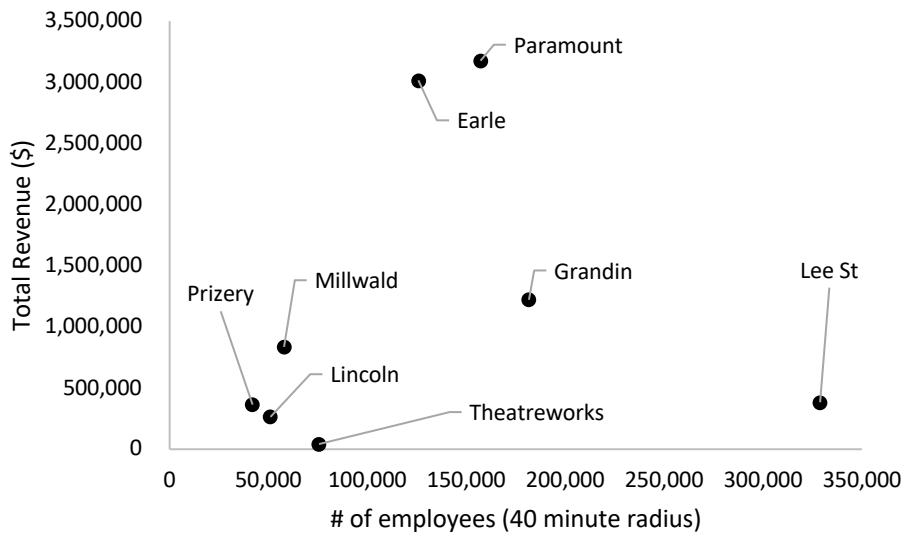 3,500,000
3,000,000
2,500,000
2,000,000
1,500,000
1,000,000
500,000
0
Total Revenue ($)
Paramount
Earle
Grandin
Lee St
Prizery
Millwald
Lincoln
Theatreworks
0 50,000 100,000 150,000 200,000 250,000 300,000 350,000
# of employees (40 minute radius)